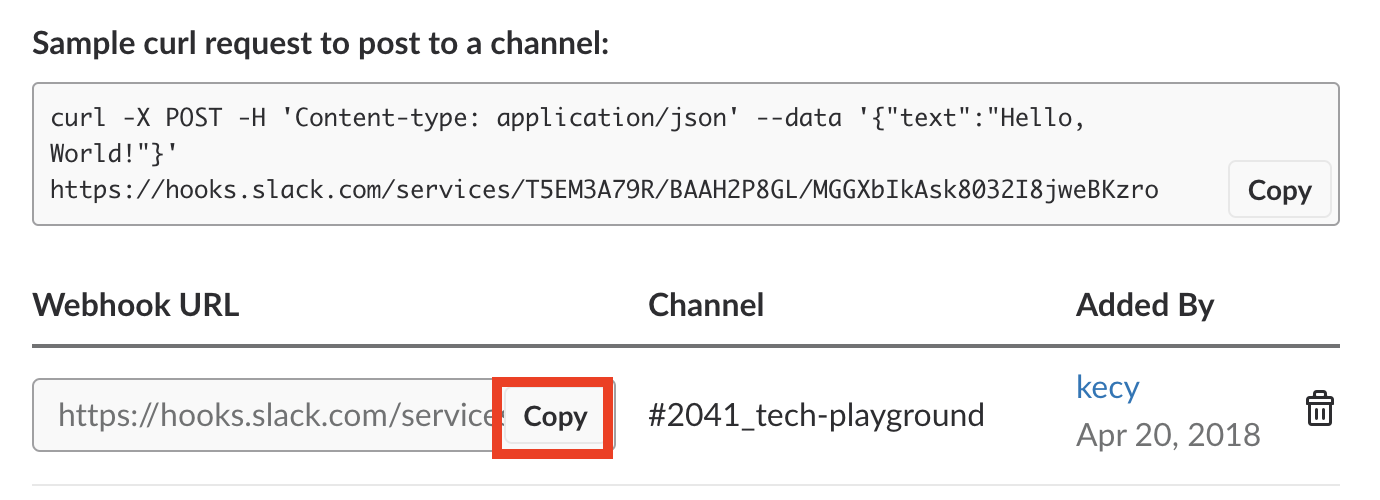 Sample curl request to post to a channel:
curl -X POST -H 'Content-type: application/json' --data '{"text":"Hello,
World!"}'
https://hooks.slack.com/services/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
Copy
Webhook URL Channel Added By
https://hooks.slack.com/services Copy #2041_tech-playground kecy
Apr 20, 2018